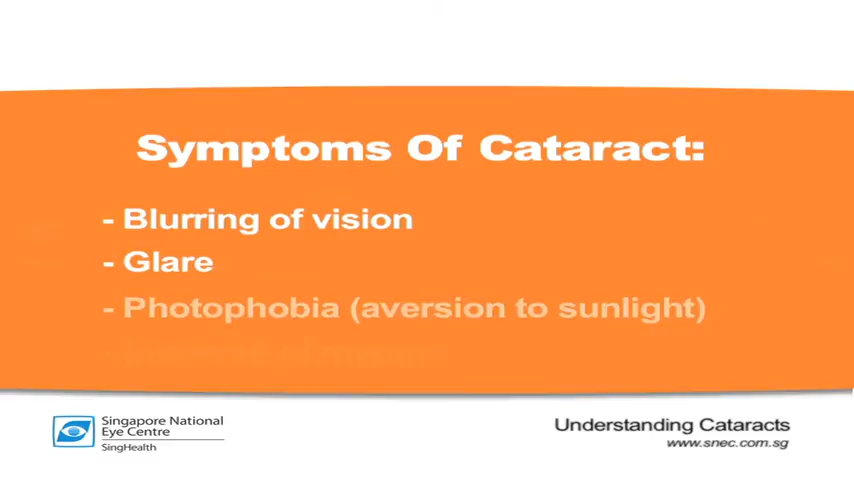 Symptoms Of Cataract:
- Blurring of vision
- Glare
- Photophobia (aversion to sunlight)
Singapore National
Eye Centre
SingHealth
Understanding Cataracts
www.snec.com.sg